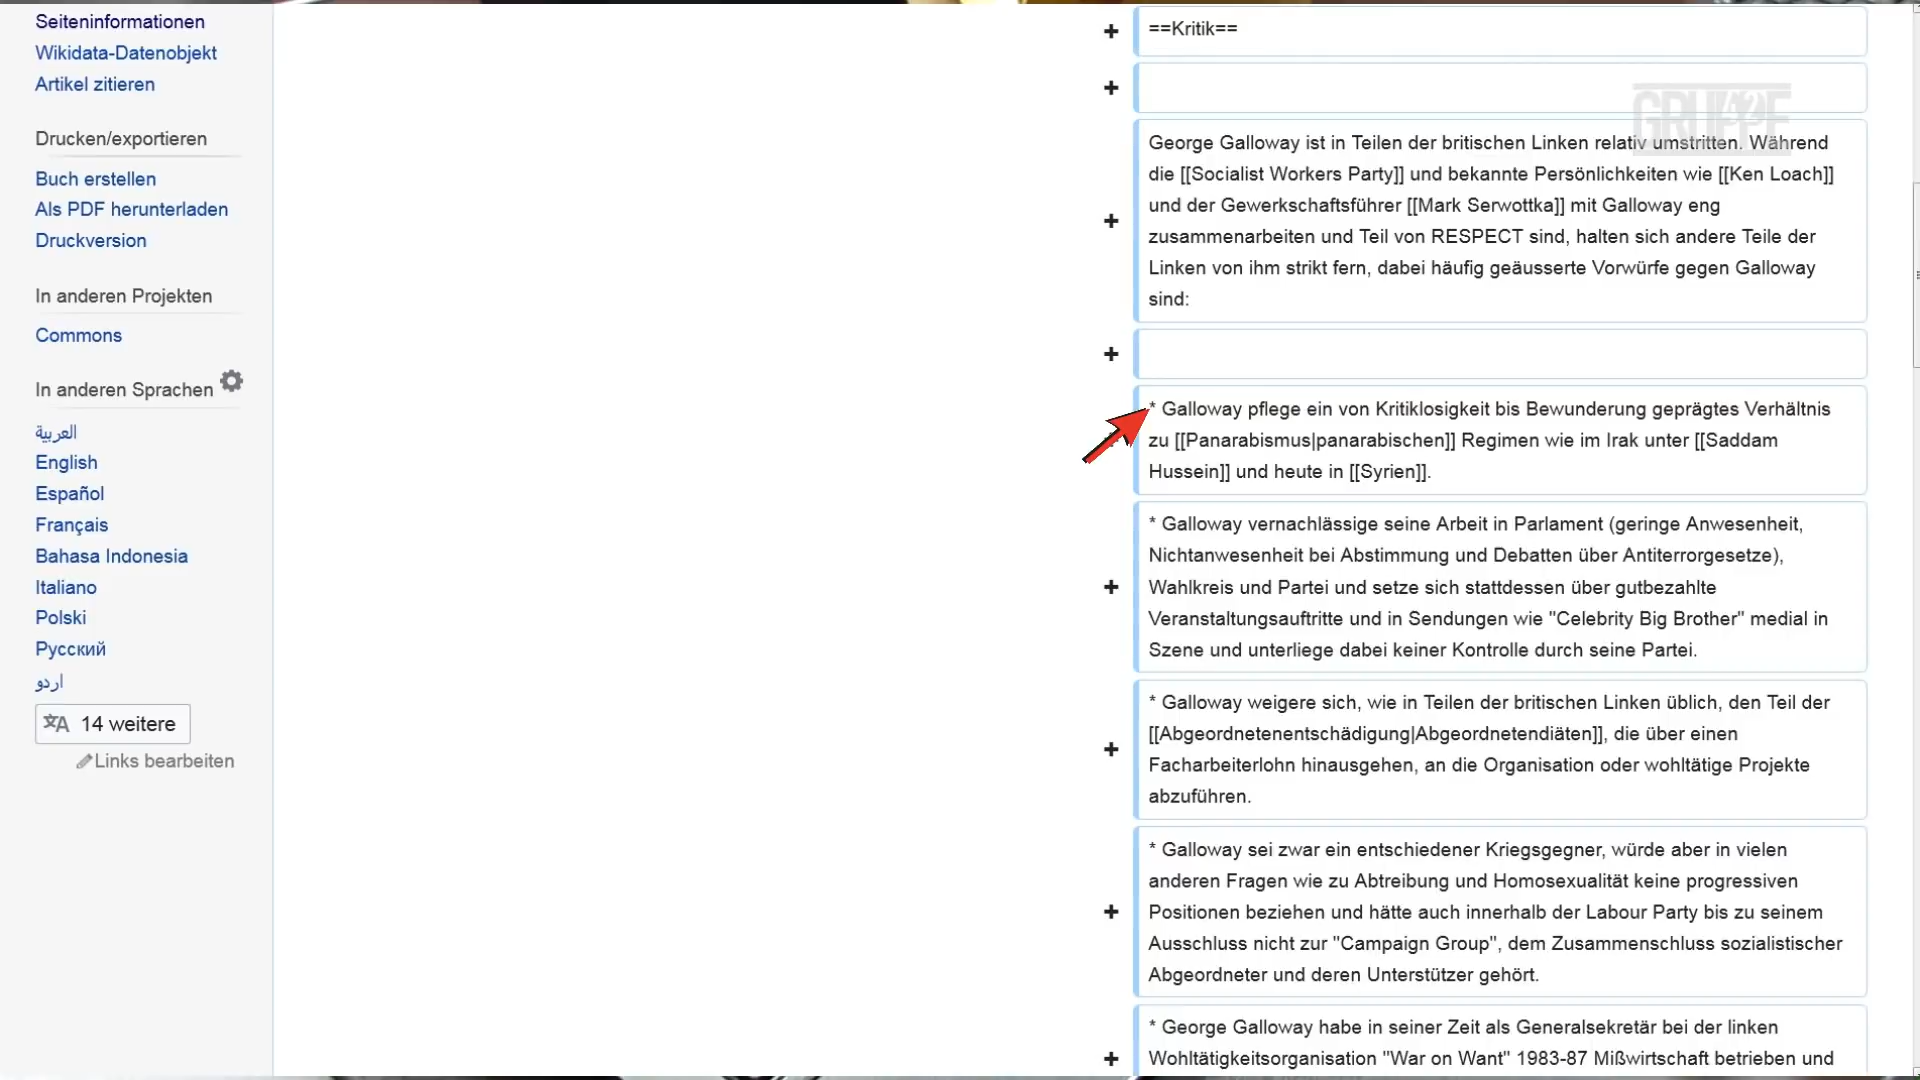 Seiteninformationen
Wikidata-Datenobjekt
Artikel zitieren
Drucken/exportieren
Buch erstellen
Als PDF herunterladen
Druckversion
In anderen Projekten
Commons
In anderen Sprachen
العربية
English
Español
Français
Bahasa Indonesia
Italiano
Polski
Русский
اردو
14 weitere
Links bearbeiten
GRUPPE
42
+ ==Kritik==
+
George Galloway ist in Teilen der britischen Linken relativ umstritten. Während
die [[Socialist Workers Party]] und bekannte Persönlichkeiten wie [[Ken Loach]]
+ und der Gewerkschaftsführer [[Mark Serwottka]] mit Galloway eng
zusammenarbeiten und Teil von RESPECT sind, halten sich andere Teile der
Linken von ihm strikt fern, dabei häufig geäusserte Vorwürfe gegen Galloway
sind:
+
* Galloway pflege ein von Kritiklosigkeit bis Bewunderung geprägtes Verhältnis
zu [[Panarabismus|panarabischen]] Regimen wie im Irak unter [[Saddam
Hussein]] und heute in [[Syrien]].
* Galloway vernachlässige seine Arbeit in Parlament (geringe Anwesenheit,
Nichtanwesenheit bei Abstimmung und Debatten über Antiterrorgesetze),
+ Wahlkreis und Partei und setze sich stattdessen über gutbezahlte
Veranstaltungsauftritte und in Sendungen wie "Celebrity Big Brother" medial in
Szene und unterliege dabei keiner Kontrolle durch seine Partei.
* Galloway weigere sich, wie in Teilen der britischen Linken üblich, den Teil der
+ [[Abgeordnetenentschädigung|Abgeordnetendiäten]], die über einen
Facharbeiterlohn hinausgehen, an die Organisation oder wohltätige Projekte
abzuführen.
* Galloway sei zwar ein entschiedener Kriegsgegner, würde aber in vielen
anderen Fragen wie zu Abtreibung und Homosexualität keine progressiven
+ Positionen beziehen und hätte auch innerhalb der Labour Party bis zu seinem
Ausschluss nicht zur "Campaign Group", dem Zusammenschluss sozialistischer
Abgeordneter und deren Unterstützer gehört.
* George Galloway habe in seiner Zeit als Generalsekretär bei der linken
+ Wohltätigkeitsorganisation "War on Want" 1983-87 Mißwirtschaft betrieben und